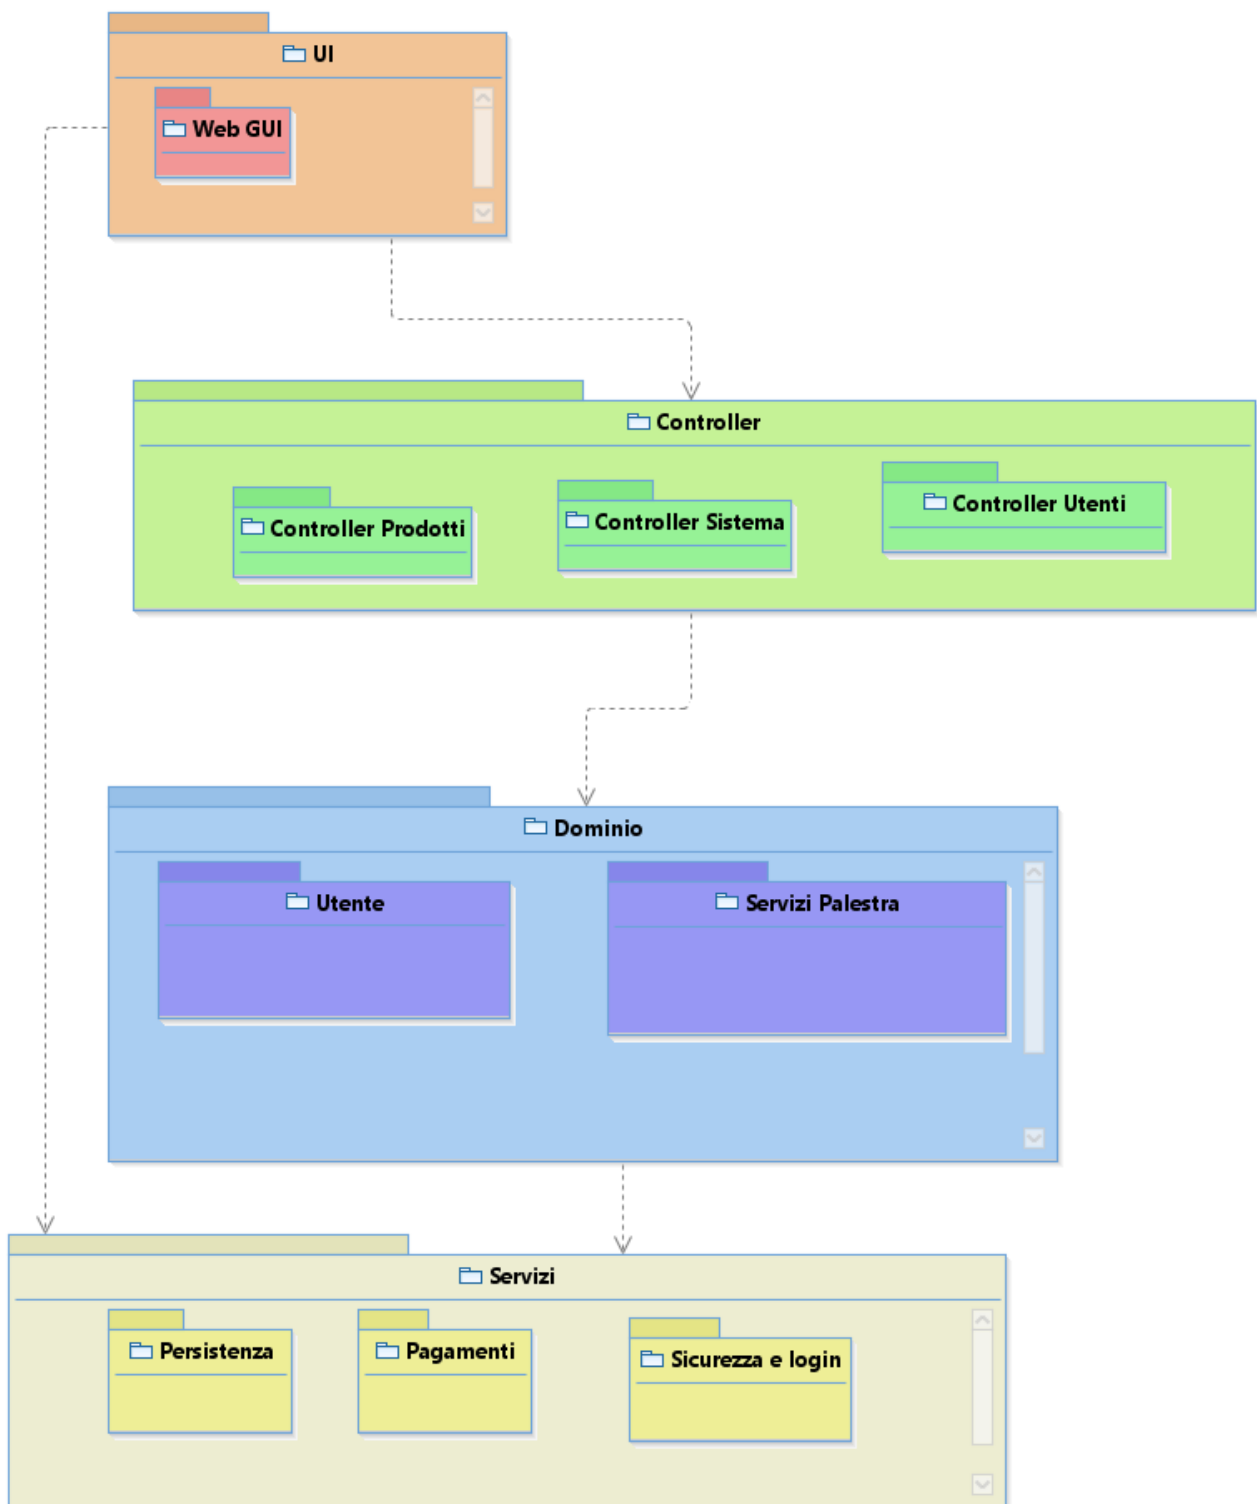 UI
Web GUI
Controller
Controller Prodotti
Controller Sistema
Controller Utenti
Dominio
Utente
Servizi Palestra
Servizi
Persistenza
Pagamenti
Sicurezza e login